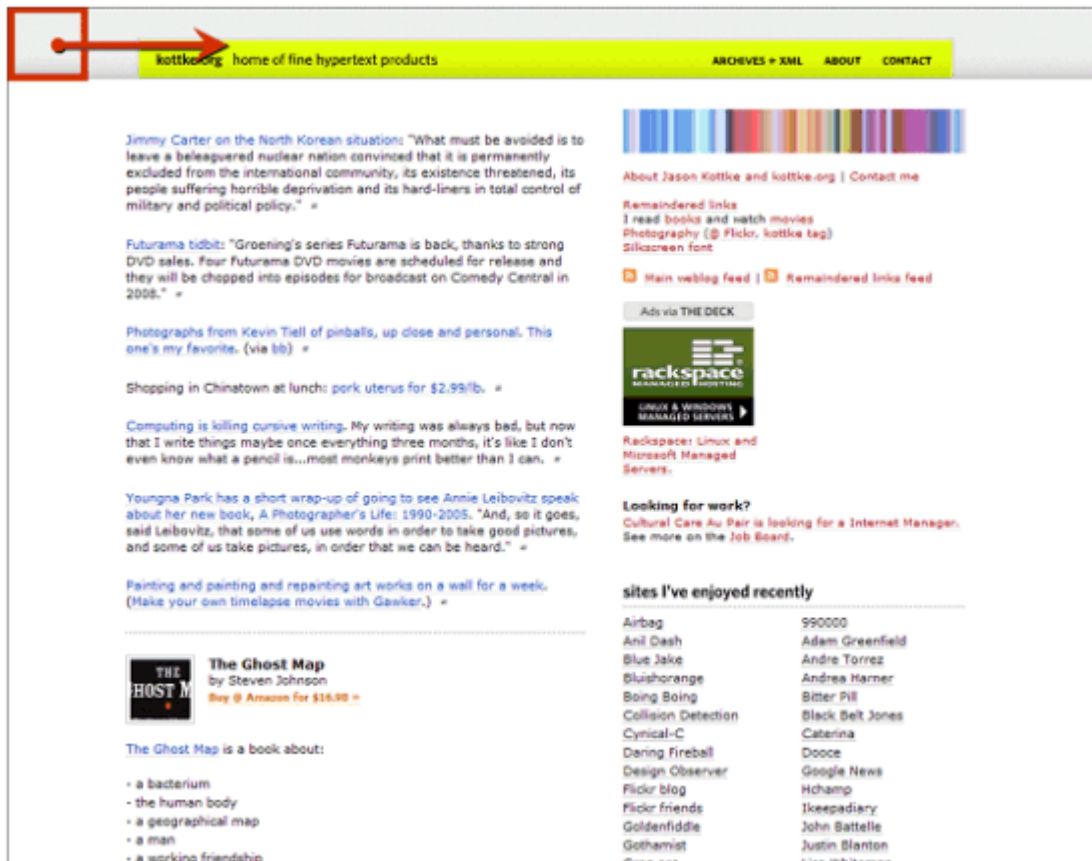 kottke.org home of fine hypertext products
ARCHIVES + XML ABOUT CONTACT
Jimmy Carter on the North Korean situation: "What must be avoided is to
leave a beleaguered nuclear nation convinced that it is permanently
excluded from the international community, its existence threatened, its
people suffering horrible deprivation and its hard-liners in total control of
military and political policy."
Futurama tidbit: "Groening's series Futurama is back, thanks to strong
DVD sales. Four Futurama DVD movies are scheduled for release and
they will be chopped into episodes for broadcast on Comedy Central in
2008."
Photographs from Kevin Tiell of pinballs, up close and personal. This
one's my favorite. (via bb)
Shopping in Chinatown at lunch: pork uterus for $2.99/lb.
Computing is killing cursive writing. My writing was always bad, but now
that I write things maybe once everything three months, it's like I don't
even know what a pencil is...most monkeys print better than I can.
Youngna Park has a short wrap-up of going to see Annie Leibovitz speak
about her new book, A Photographer's Life: 1990-2005. "And, so it goes,
said Leibovitz, that some of us use words in order to take good pictures,
and some of us take pictures, in order that we can be heard."
Painting and painting and repainting art works on a wall for a week.
(Make your own timelapse movies with Gawker.)
THE
HOST M
The Ghost Map
by Steven Johnson
Buy @ Amazon for $16.98 »
The Ghost Map is a book about:
- a bacterium
- the human body
- a geographical map
- a man
- a working friendship
About Jason Kottke and kottke.org | Contact me
Remaindered links
I read books and watch movies
Photography (@ Flickr, kottke tag)
Silkscreen font
Main weblog feed | Remaindered links feed
Ads via THE DECK
rackspace
MANAGED HOSTING
LINUX & WINDOWS
MANAGED SERVERS
Rackspace: Linux and
Microsoft Managed
Servers.
Looking for work?
Cultural Care Au Pair is looking for a Internet Manager.
See more on the Job Board.
sites I've enjoyed recently
Airbag 990000
Anil Dash Adam Greenfield
Blue Jake Andre Torrez
Bluishorange Andrea Harner
Boing Boing Bitter Pill
Collision Detection Black Belt Jones
Cynical-C Caterina
Daring Fireball Dooce
Design Observer Google News
Flickr blog Hchamp
Flickr friends Ikeepadiary
Goldenfiddle John Battelle
Gothamist Justin Blanton